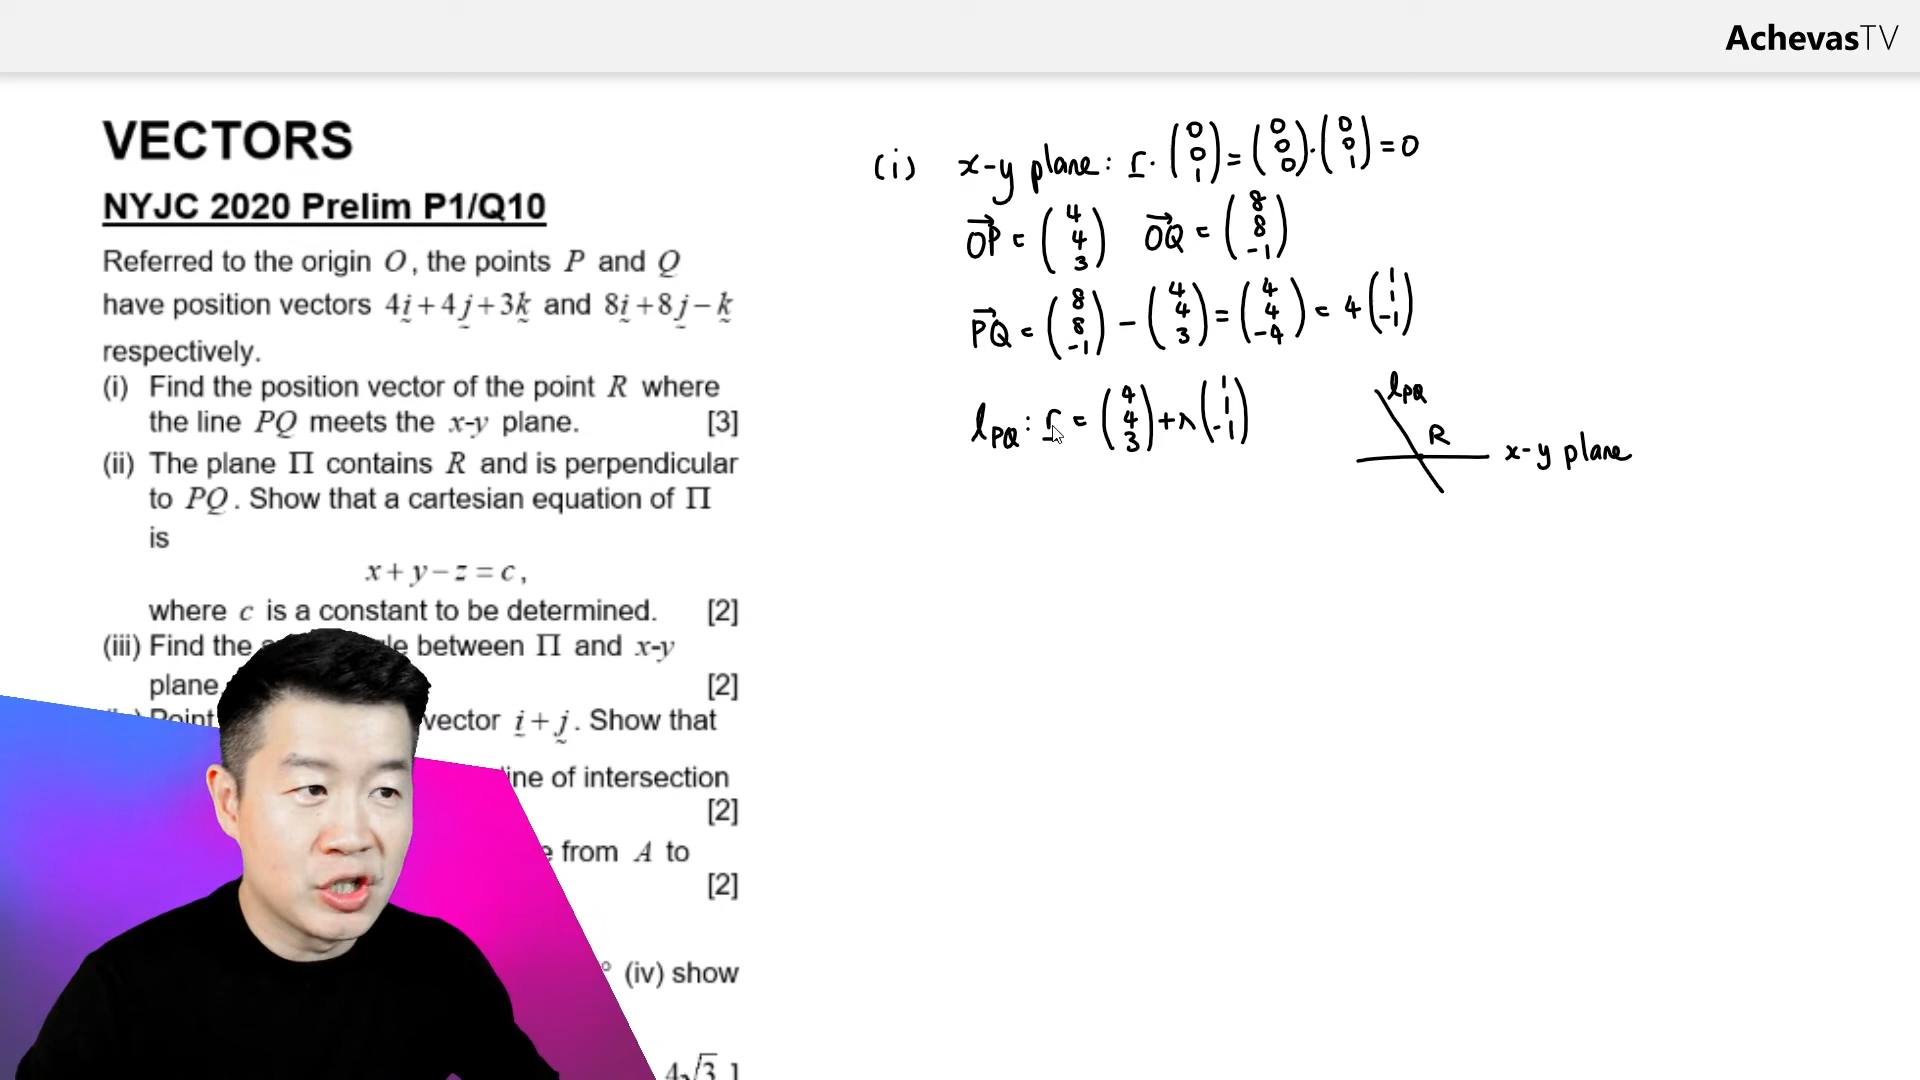 AchevasTV
VECTORS
NYJC 2020 Prelim P1/Q10
Referred to the origin O, the points P and Q
have position vectors 4i + 4j + 3k and 8i + 8j − k
respectively.
(i) Find the position vector of the point R where
the line PQ meets the x-y plane. [3]
(ii) The plane Π contains R and is perpendicular
to PQ. Show that a cartesian equation of Π
is
x + y − z = c,
where c is a constant to be determined. [2]
(iii) Find the between Π and x-y
plane [2]
Point vector i + j. Show that
line of intersection
[2]
from A to
[2]
(iv) show
4√3 ]
(i) x-y plane: r · (0 0 1) = (0 0 0) · (0 0 1) = 0
OP = (4 4 3) OQ = (8 8 -1)
PQ = (8 8 -1) − (4 4 3) = (4 4 -4) = 4 (1 1 -1)
l PQ : r = (4 4 3) + λ (1 1 -1)
l PQ
R
x-y plane